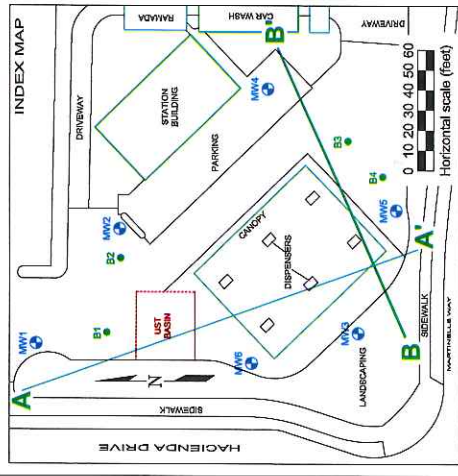 INDEX MAP
RAMADA
CAR WASH
DRIVEWAY
DRIVEWAY
STATION
BUILDING
PARKING
MW1
MW2
MW4
B'
B1
B2
B3
B4
MW5
UST
BASIN
CANOPY
DISPENSERS
MW6
MW3
A
A'
B
N
LANDSCAPING
SIDEWALK
SIDEWALK
HACIENDA DRIVE
MARTINELLE WAY
0 10 20 30 40 50 60
Horizontal scale (feet)